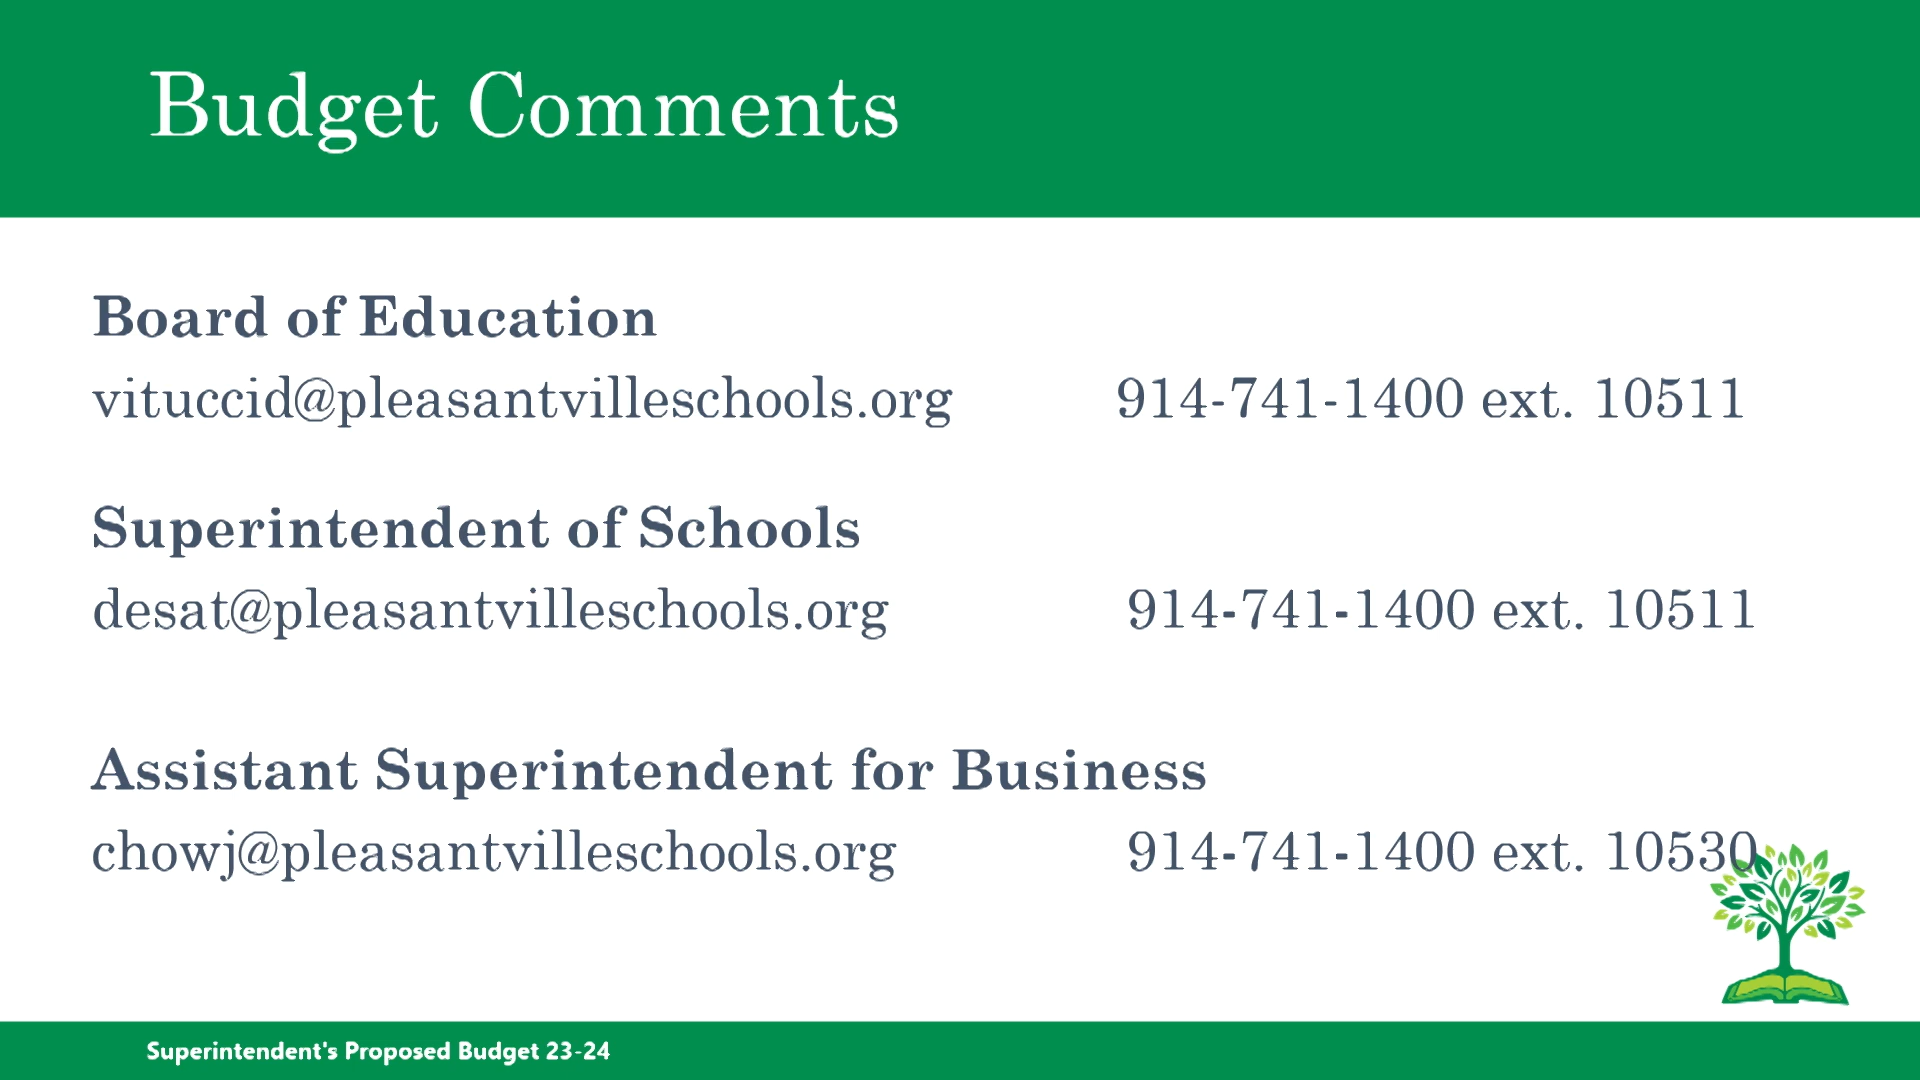 Budget Comments
Board of Education
vituccid@pleasantvilleschools.org 914-741-1400 ext. 10511
Superintendent of Schools
desat@pleasantvilleschools.org 914-741-1400 ext. 10511
Assistant Superintendent for Business
chowj@pleasantvilleschools.org 914-741-1400 ext. 10530
Superintendent's Proposed Budget 23-24